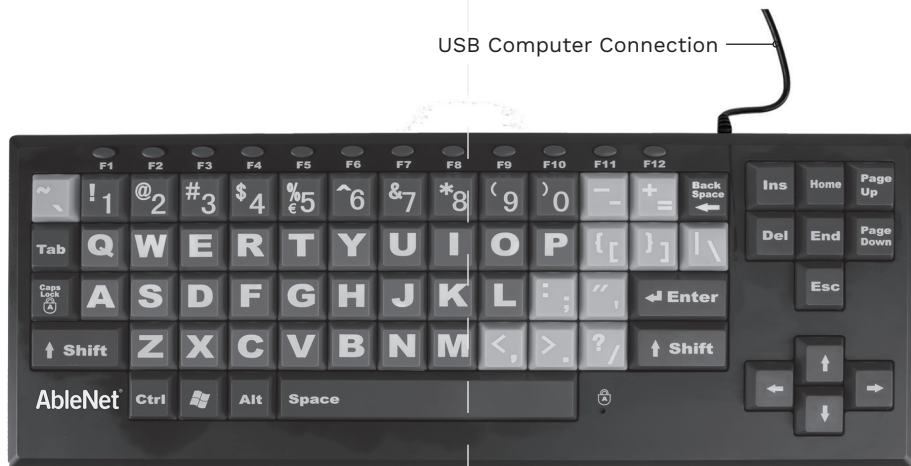 USB Computer Connection
F1 F2 F3 F4 F5 F6 F7 F8 F9 F10 F11 F12
~ ` ! 1 @ 2 # 3 $ 4 % € 5 ^ 6 & 7 * 8 ( 9 ) 0 - _ + = Back Space Ins Home Page Up
Tab Q W E R T Y U I O P { [ } ] | \ Del End Page Down
Caps Lock A A S D F G H J K L : ; " ' Enter Esc
Shift Z X C V B N M < , > . ? / Shift
AbleNet® Ctrl Alt Space A